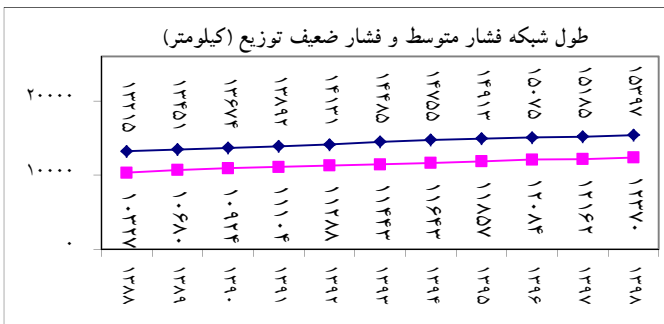 طول شبکه فشار متوسط و فشار ضعیف توزیع (کیلومتر)
۲۰۰۰۰
۱۰۰۰۰
۰
۱۳۲۱۵ ۱۳۴۵۱ ۱۳۶۷۴ ۱۳۸۹۲ ۱۴۱۳۱ ۱۴۴۸۵ ۱۴۷۵۵ ۱۴۹۱۳ ۱۵۰۷۵ ۱۵۱۸۵ ۱۵۳۹۷
۱۰۳۲۷ ۱۰۶۸۰ ۱۰۹۲۴ ۱۱۱۰۴ ۱۱۲۸۸ ۱۱۴۴۳ ۱۱۶۴۳ ۱۱۸۵۷ ۱۲۰۸۴ ۱۲۱۶۲ ۱۲۳۷۰
۱۳۸۸ ۱۳۸۹ ۱۳۹۰ ۱۳۹۱ ۱۳۹۲ ۱۳۹۳ ۱۳۹۴ ۱۳۹۵ ۱۳۹۶ ۱۳۹۷ ۱۳۹۸